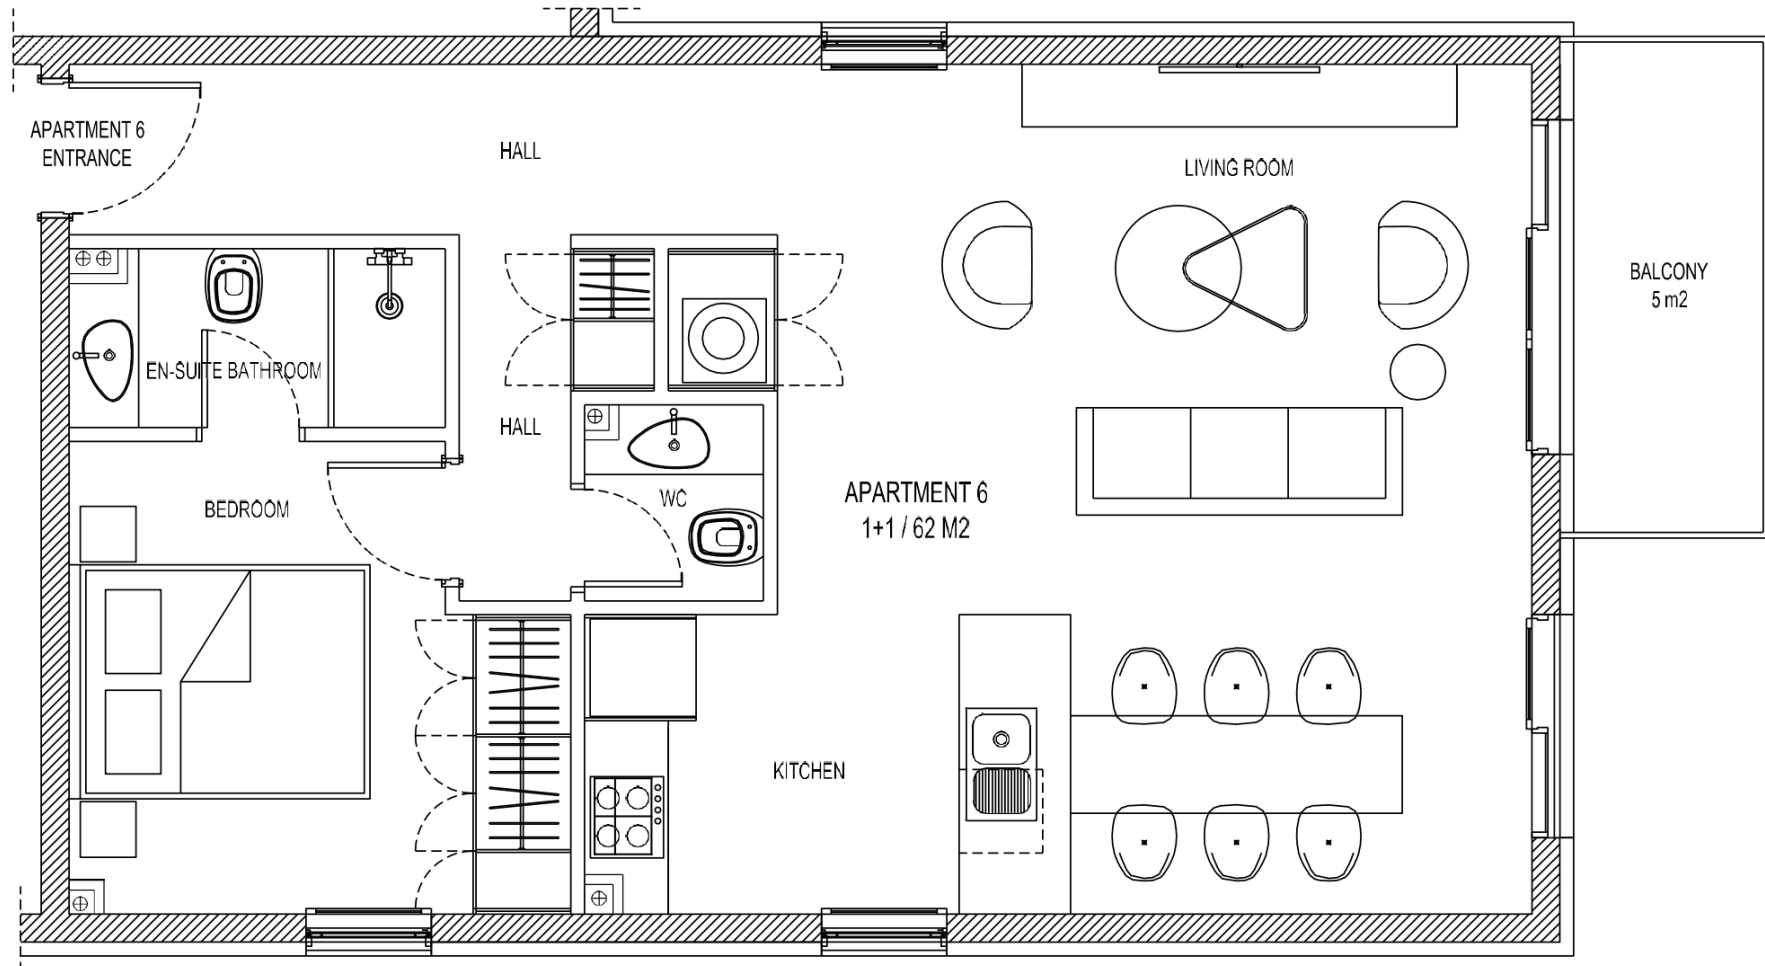 APARTMENT 6
ENTRANCE
HALL
LIVING ROOM
BALCONY
5 m2
EN-SUITE BATHROOM
HALL
BEDROOM
WC
APARTMENT 6
1+1 / 62 M2
KITCHEN